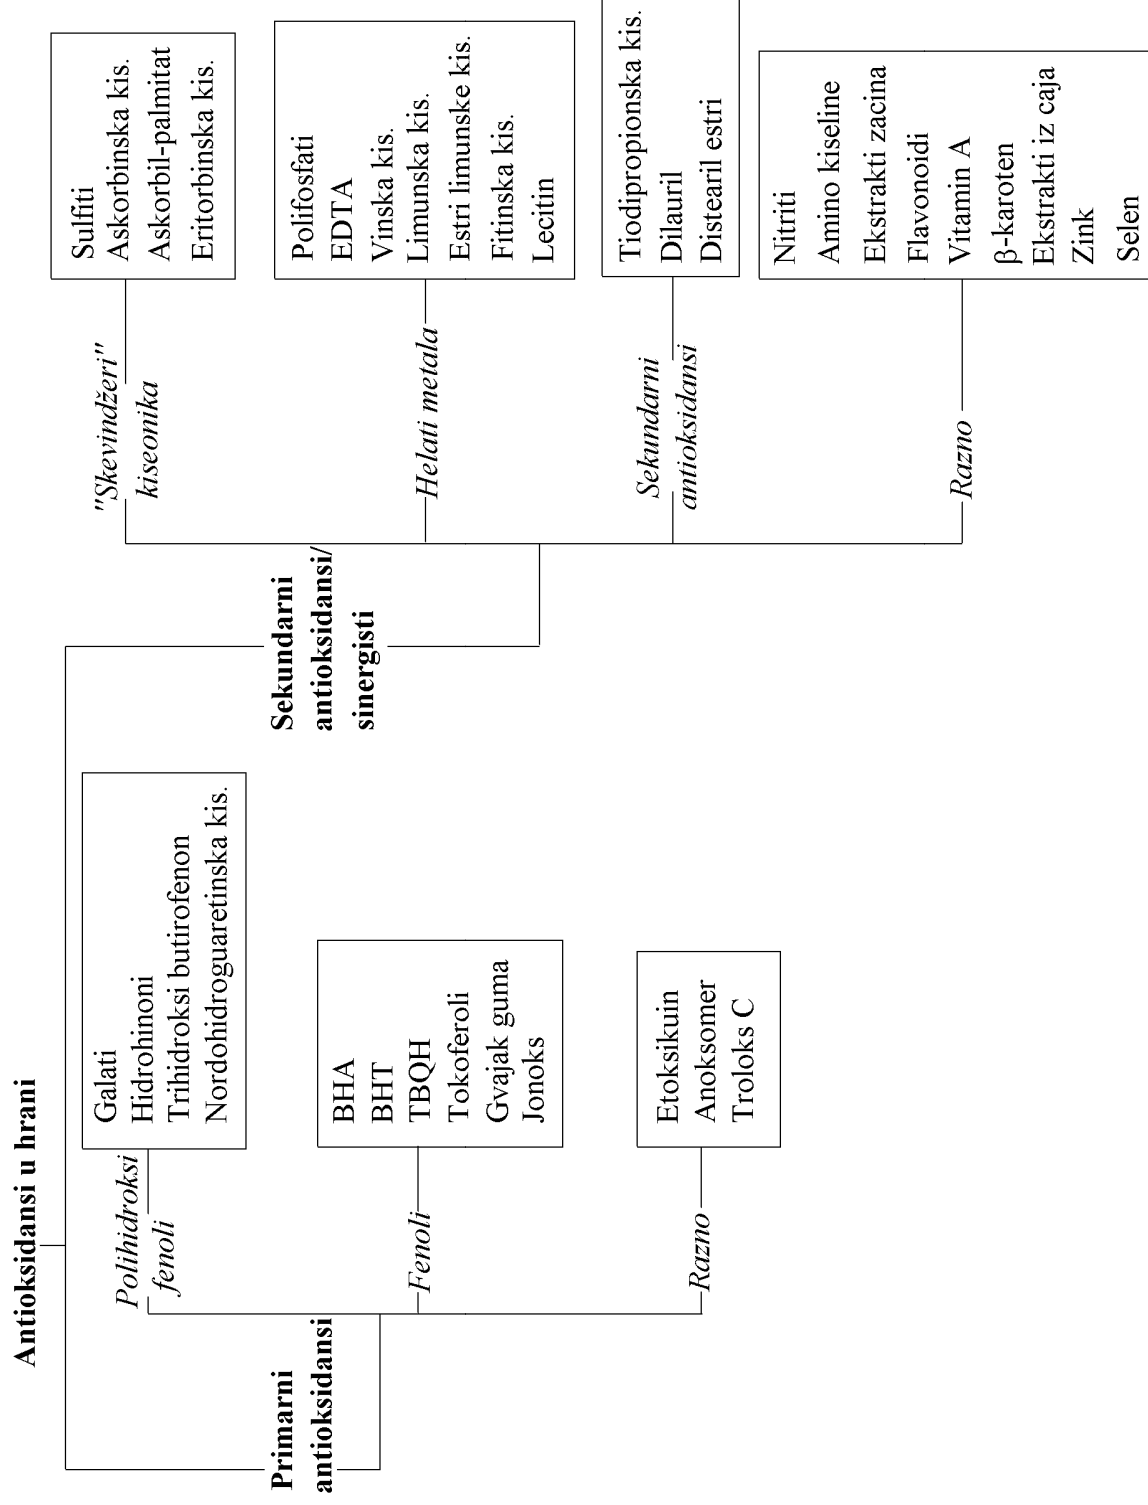 Antioksidansi u hrani
Primarni
antioksidansi
Polihidroksi
fenoli
Galati
Hidrohinoni
Trihidroksi butirofenon
Nordohidroguaretinska kis.
Fenoli
BHA
BHT
TBQH
Tokoferoli
Gvajak guma
Jonoks
Razno
Etoksikuin
Anoksomer
Troloks C
Sekundarni
antioksidansi/
sinergisti
"Skevindžeri"
kiseonika
Sulfiti
Askorbinska kis.
Askorbil-palmitat
Eritorbinska kis.
Helati metala
Polifosfati
EDTA
Vinska kis.
Limunska kis.
Estri limunske kis.
Fitinska kis.
Lecitin
Sekundarni
antioksidansi
Tiodipropionska kis.
Dilauril
Distearil estri
Razno
Nitriti
Amino kiseline
Ekstrakti zacina
Flavonoidi
Vitamin A
β-karoten
Ekstrakti iz caja
Zink
Selen